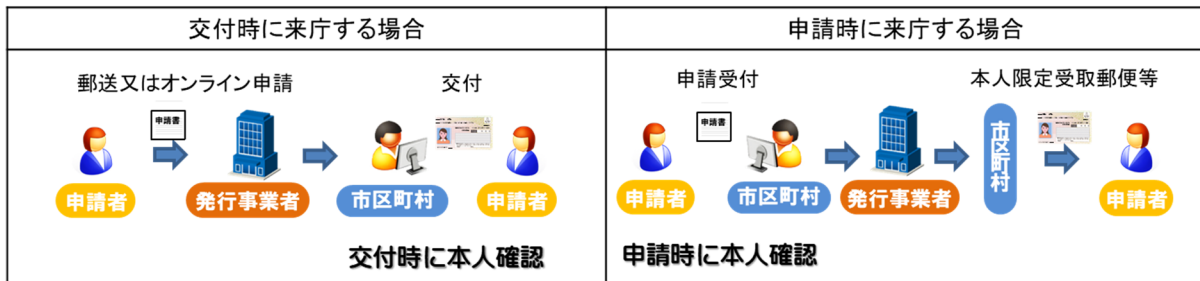 交付時に来庁する場合
郵送又はオンライン申請
交付
申請書
申請者
発行事業者
市区町村
申請者
交付時に本人確認
申請時に来庁する場合
申請受付
本人限定受取郵便等
申請書
申請者
市区町村
発行事業者
市区町村
申請者
申請時に本人確認